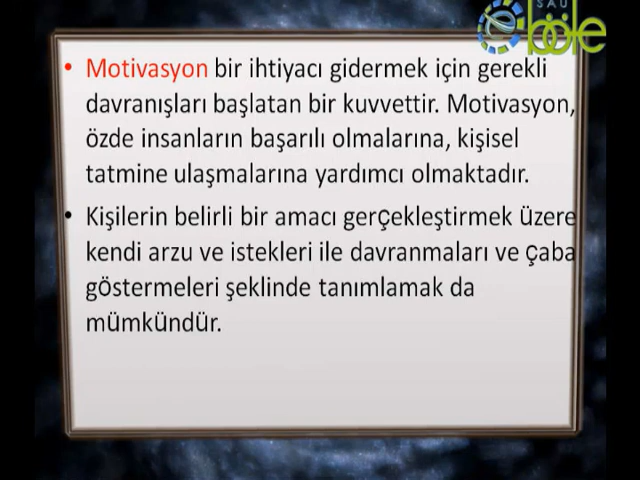 SAÜ
eböte
• Motivasyon bir ihtiyacı gidermek için gerekli
davranışları başlatan bir kuvvettir. Motivasyon,
özde insanların başarılı olmalarına, kişisel
tatmine ulaşmalarına yardımcı olmaktadır.
• Kişilerin belirli bir amacı gerçekleştirmek üzere
kendi arzu ve istekleri ile davranmaları ve çaba
göstermeleri şeklinde tanımlamak da
mümkündür.